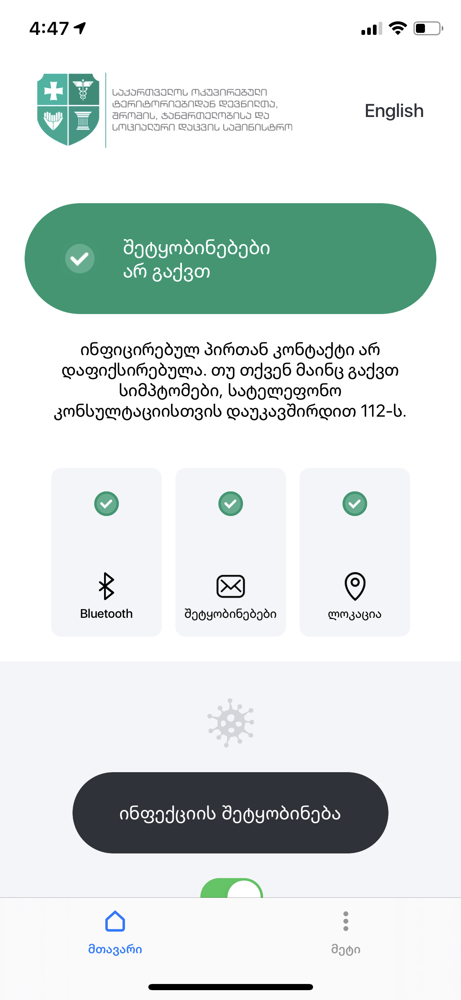 4:47
საქართველოს ოკუპირებული
ტერიტორიებიდან დევნილთა,
შრომის, ჯანმრთელობისა და
სოციალური დაცვის სამინისტრო
English
შეტყობინებები
არ გაქვთ
ინფიცირებულ პირთან კონტაქტი არ
დაფიქსირებულა. თუ თქვენ მაინც გაქვთ
სიმპტომები, სატელეფონო
კონსულტაციისთვის დაუკავშირდით 112-ს.
Bluetooth
შეტყობინებები
ლოკაცია
ინფექციის შეტყობინება
მთავარი
მეტი